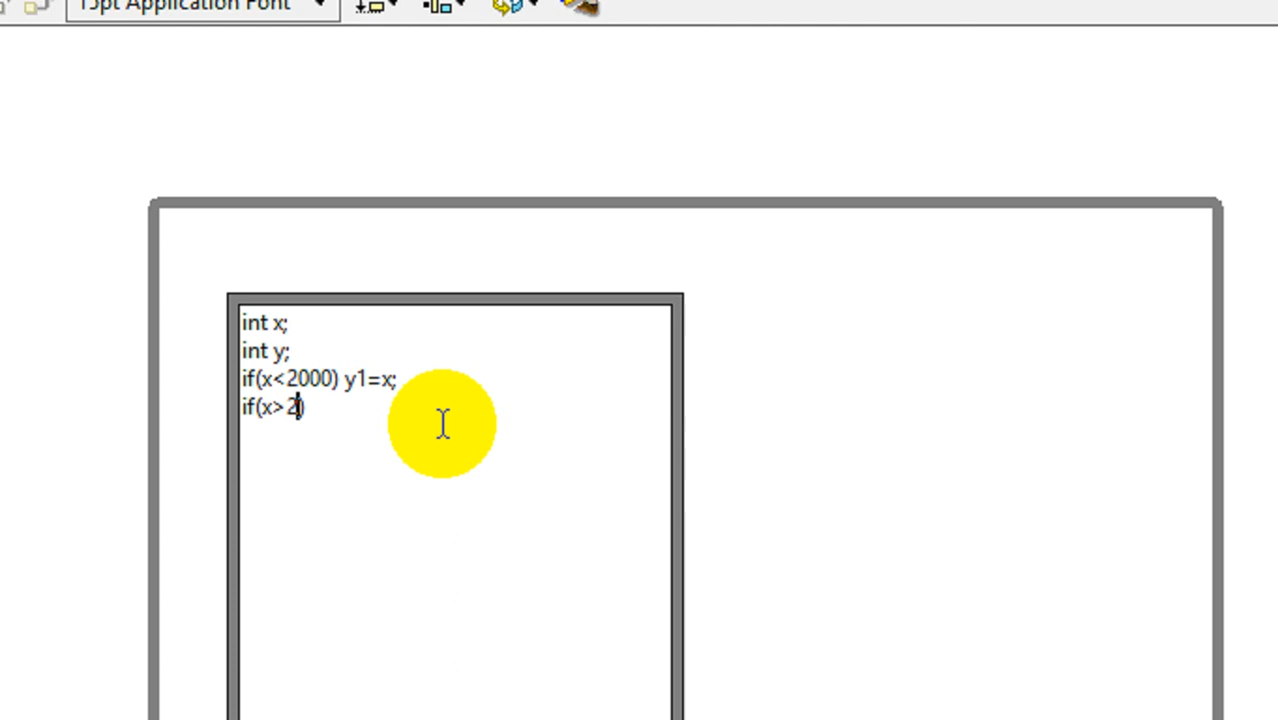 15pt Application Font
int x;
int y;
if(x<2000) y1=x;
if(x>2)